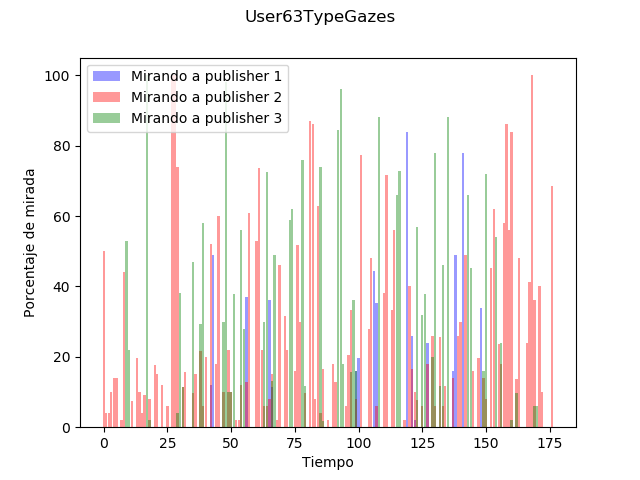 User63TypeGazes
Mirando a publisher 1
Mirando a publisher 2
Mirando a publisher 3
Porcentaje de mirada
100
80
60
40
20
0
0 25 50 75 100 125 150 175
Tiempo